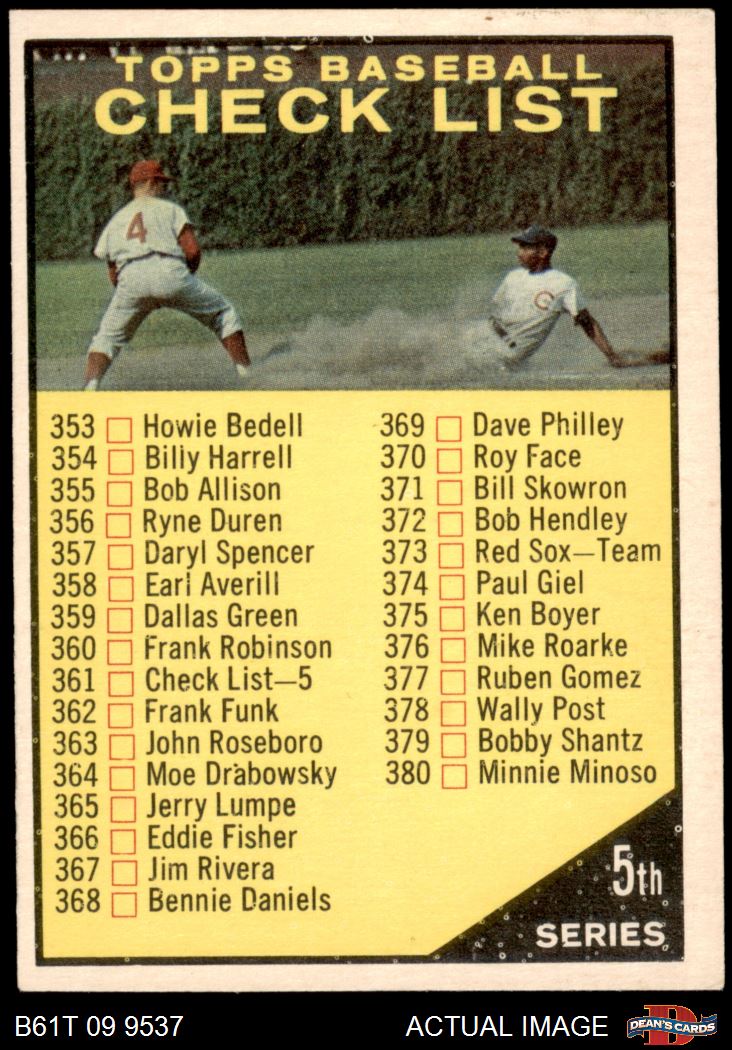 TOPPS BASEBALL
CHECK LIST
4
C
353 Howie Bedell
354 Billy Harrell
355 Bob Allison
356 Ryne Duren
357 Daryl Spencer
358 Earl Averill
359 Dallas Green
360 Frank Robinson
361 Check List—5
362 Frank Funk
363 John Roseboro
364 Moe Drabowsky
365 Jerry Lumpe
366 Eddie Fisher
367 Jim Rivera
368 Bennie Daniels
369 Dave Philley
370 Roy Face
371 Bill Skowron
372 Bob Hendley
373 Red Sox—Team
374 Paul Giel
375 Ken Boyer
376 Mike Roarke
377 Ruben Gomez
378 Wally Post
379 Bobby Shantz
380 Minnie Minoso
5th
SERIES
B61T 09 9537
ACTUAL IMAGE
D
DEAN'S CARDS